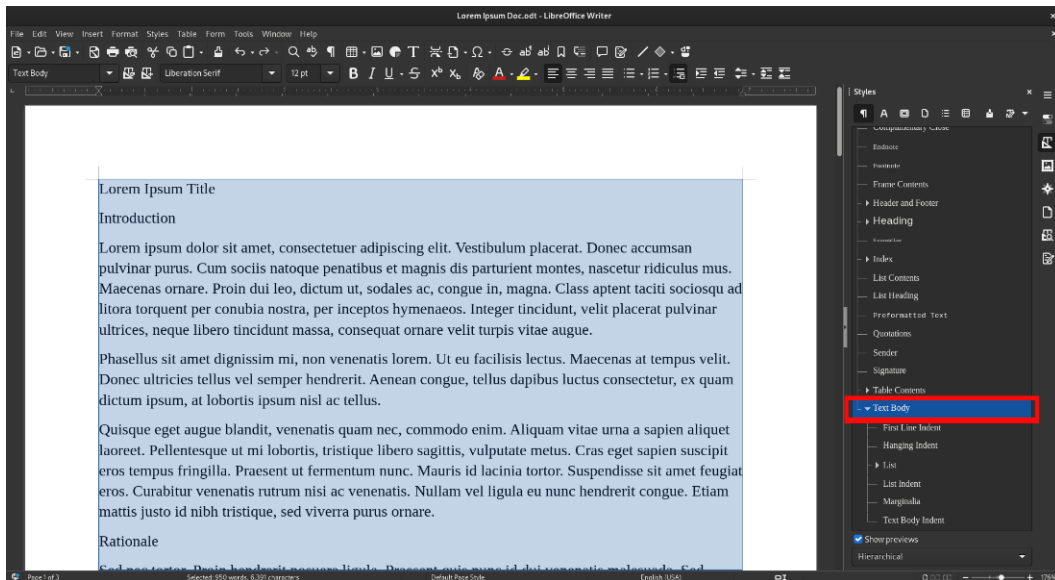 Lorem Ipsum Doc.odt - LibreOffice Writer
File Edit View Insert Format Styles Table Form Tools Window Help
Text Body
Liberation Serif
12 pt
Styles
Complimentary Close
Endnote
Footnote
Frame Contents
Header and Footer
Heading
Index
List Contents
List Heading
Preformatted Text
Quotations
Sender
Signature
Table Contents
Text Body
First Line Indent
Hanging Indent
List
List Indent
Marginalia
Text Body Indent
Show previews
Hierarchical
Lorem Ipsum Title
Introduction
Lorem ipsum dolor sit amet, consectetuer adipiscing elit. Vestibulum placerat. Donec accumsan
pulvinar purus. Cum sociis natoque penatibus et magnis dis parturient montes, nascetur ridiculus mus.
Maecenas ornare. Proin dui leo, dictum ut, sodales ac, congue in, magna. Class aptent taciti sociosqu ad
litora torquent per conubia nostra, per inceptos hymenaeos. Integer tincidunt, velit placerat pulvinar
ultrices, neque libero tincidunt massa, consequat ornare velit turpis vitae augue.
Phasellus sit amet dignissim mi, non venenatis lorem. Ut eu facilisis lectus. Maecenas at tempus velit.
Donec ultricies tellus vel semper hendrerit. Aenean congue, tellus dapibus luctus consectetur, ex quam
dictum ipsum, at lobortis ipsum nisl ac tellus.
Quisque eget augue blandit, venenatis quam nec, commodo enim. Aliquam vitae urna a sapien aliquet
laoreet. Pellentesque ut mi lobortis, tristique libero sagittis, vulputate metus. Cras eget sapien suscipit
eros tempus fringilla. Praesent ut fermentum nunc. Mauris id lacinia tortor. Suspendisse sit amet feugiat
eros. Curabitur venenatis rutrum nisi ac venenatis. Nullam vel ligula eu nunc hendrerit congue. Etiam
mattis justo id nibh tristique, sed viverra purus ornare.
Rationale
Page 1 of 3
Selected: 950 words, 6,391 characters
Default Page Style
English (USA)